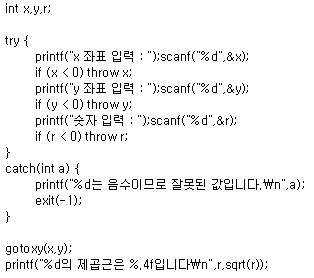 int x,y,r;
try {
printf("x 좌표 입력 : ");scanf("%d",&x);
if (x < 0) throw x;
printf("y 좌표 입력 : ");scanf("%d",&y);
if (y < 0) throw y;
printf("숫자 입력 : ");scanf("%d",&r);
if (r < 0) throw r;
}
catch(int a) {
printf("%d는 음수이므로 잘못된 값입니다.₩n",a);
exit(-1);
}
gotoxy(x,y);
printf("%d의 제곱근은 %.4f입니다₩n",r,sqrt(r));